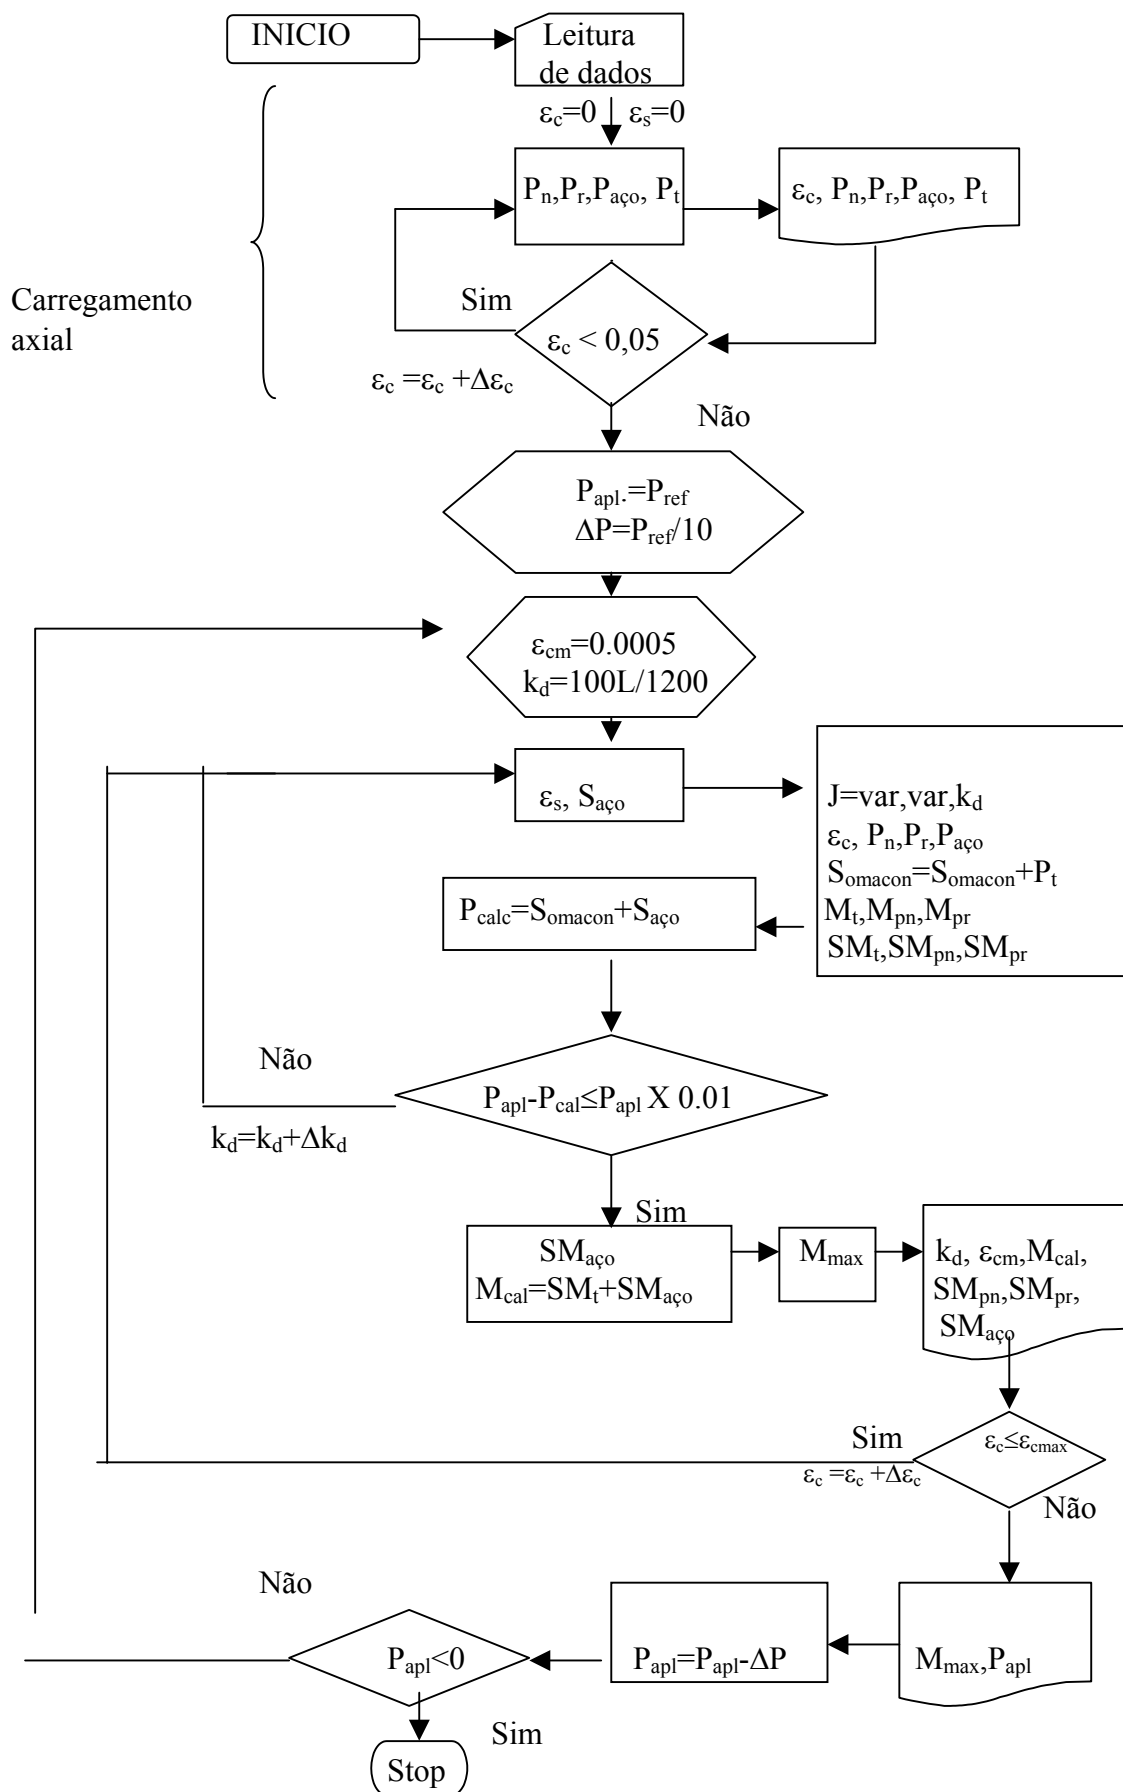 INICIO
Leitura
de dados
εc=0 εs=0
Pn,Pr,Paço, Pt
εc, Pn,Pr,Paço, Pt
Carregamento
axial
Sim
εc < 0,05
εc =εc +Δεc
Não
Papl.=Pref
ΔP=Pref/10
εcm=0.0005
kd=100L/1200
εs, Saço
J=var,var,kd
εc, Pn,Pr,Paço
Somacon=Somacon+Pt
Mt,Mpn,Mpr
SMt,SMpn,SMpr
Pcalc=Somacon+Saço
Não
Papl-Pcal≤Papl X 0.01
kd=kd+Δkd
Sim
SMaço
Mcal=SMt+SMaço
Mmax
kd, εcm,Mcal,
SMpn,SMpr,
SMaço
Sim
εc≤εcmax
εc =εc +Δεc
Não
Não
Papl<0
Papl=Papl-ΔP
Mmax,Papl
Sim
Stop